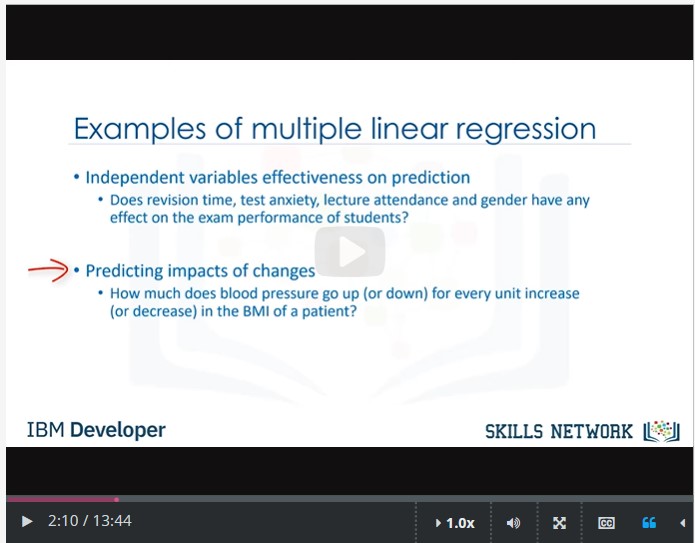 Examples of multiple linear regression
• Independent variables effectiveness on prediction
• Does revision time, test anxiety, lecture attendance and gender have any
effect on the exam performance of students?
• Predicting impacts of changes
• How much does blood pressure go up (or down) for every unit increase
(or decrease) in the BMI of a patient?
IBM Developer
SKILLS NETWORK
2:10 / 13:44
1.0x
CC